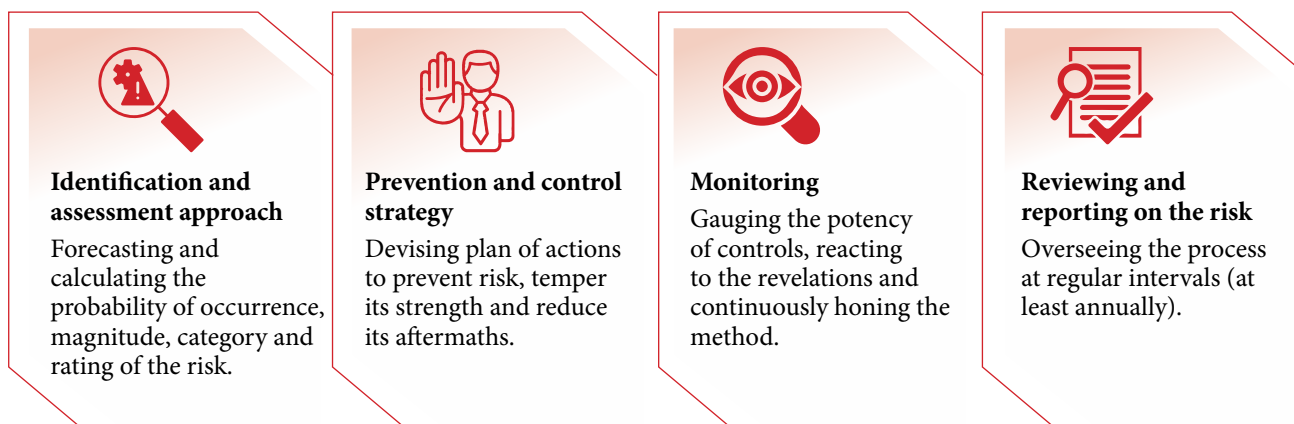 Identification and
assessment approach
Forecasting and
calculating the
probability of occurrence,
magnitude, category and
rating of the risk.
Prevention and control
strategy
Devising plan of actions
to prevent risk, temper
its strength and reduce
its aftermaths.
Monitoring
Gauging the potency
of controls, reacting
to the revelations and
continuously honing the
method.
Reviewing and
reporting on the risk
Overseeing the process
at regular intervals (at
least annually).